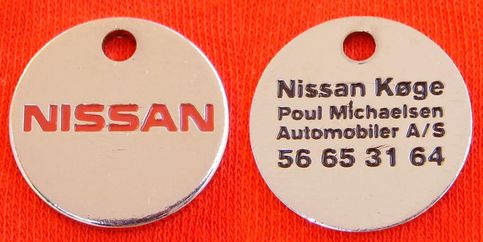 NISSAN
Nissan Køge
Poul Michaelsen
Automobiler A/S
56 65 31 64